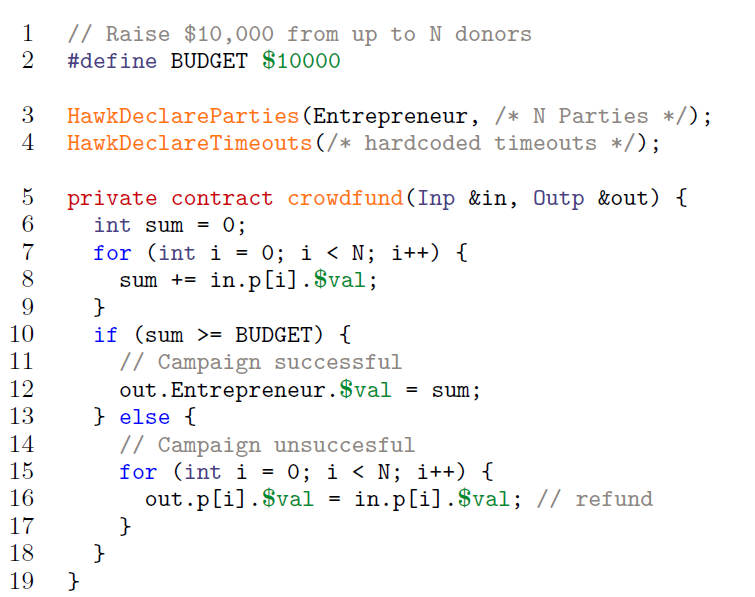 1 // Raise $10,000 from up to N donors
2 #define BUDGET $10000
3 HawkDeclareParties(Entrepreneur, /* N Parties */);
4 HawkDeclareTimeouts(/* hardcoded timeouts */);
5 private contract crowdfund(Inp &in, Outp &out) {
6   int sum = 0;
7   for (int i = 0; i < N; i++) {
8     sum += in.p[i].$val;
9   }
10   if (sum >= BUDGET) {
11     // Campaign successful
12     out.Entrepreneur.$val = sum;
13   } else {
14     // Campaign unsuccesful
15     for (int i = 0; i < N; i++) {
16       out.p[i].$val = in.p[i].$val; // refund
17     }
18   }
19 }